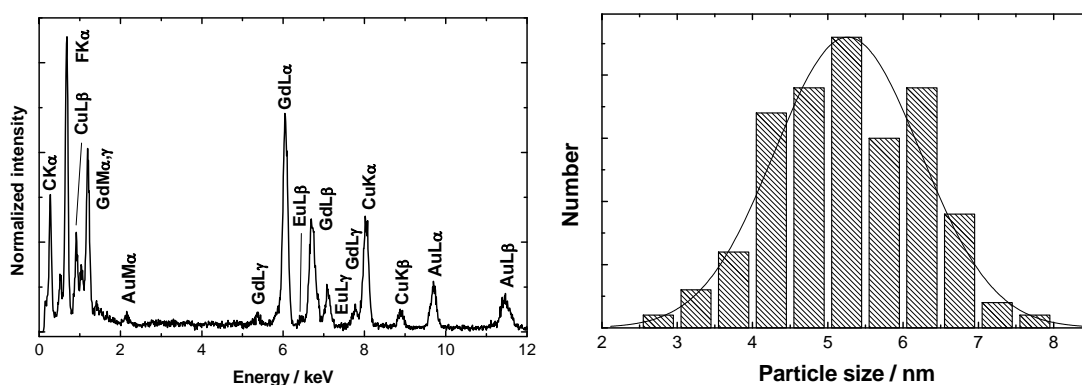 Normalized intensity
CKα
FKα
CuLβ
GdMα,γ
AuMα
GdLγ
GdLα
EuLβ
GdLβ
EuLγ
GdLγ
CuKα
CuKβ
AuLα
AuLβ
0 2 4 6 8 10 12
Energy / keV
Number
2 3 4 5 6 7 8
Particle size / nm